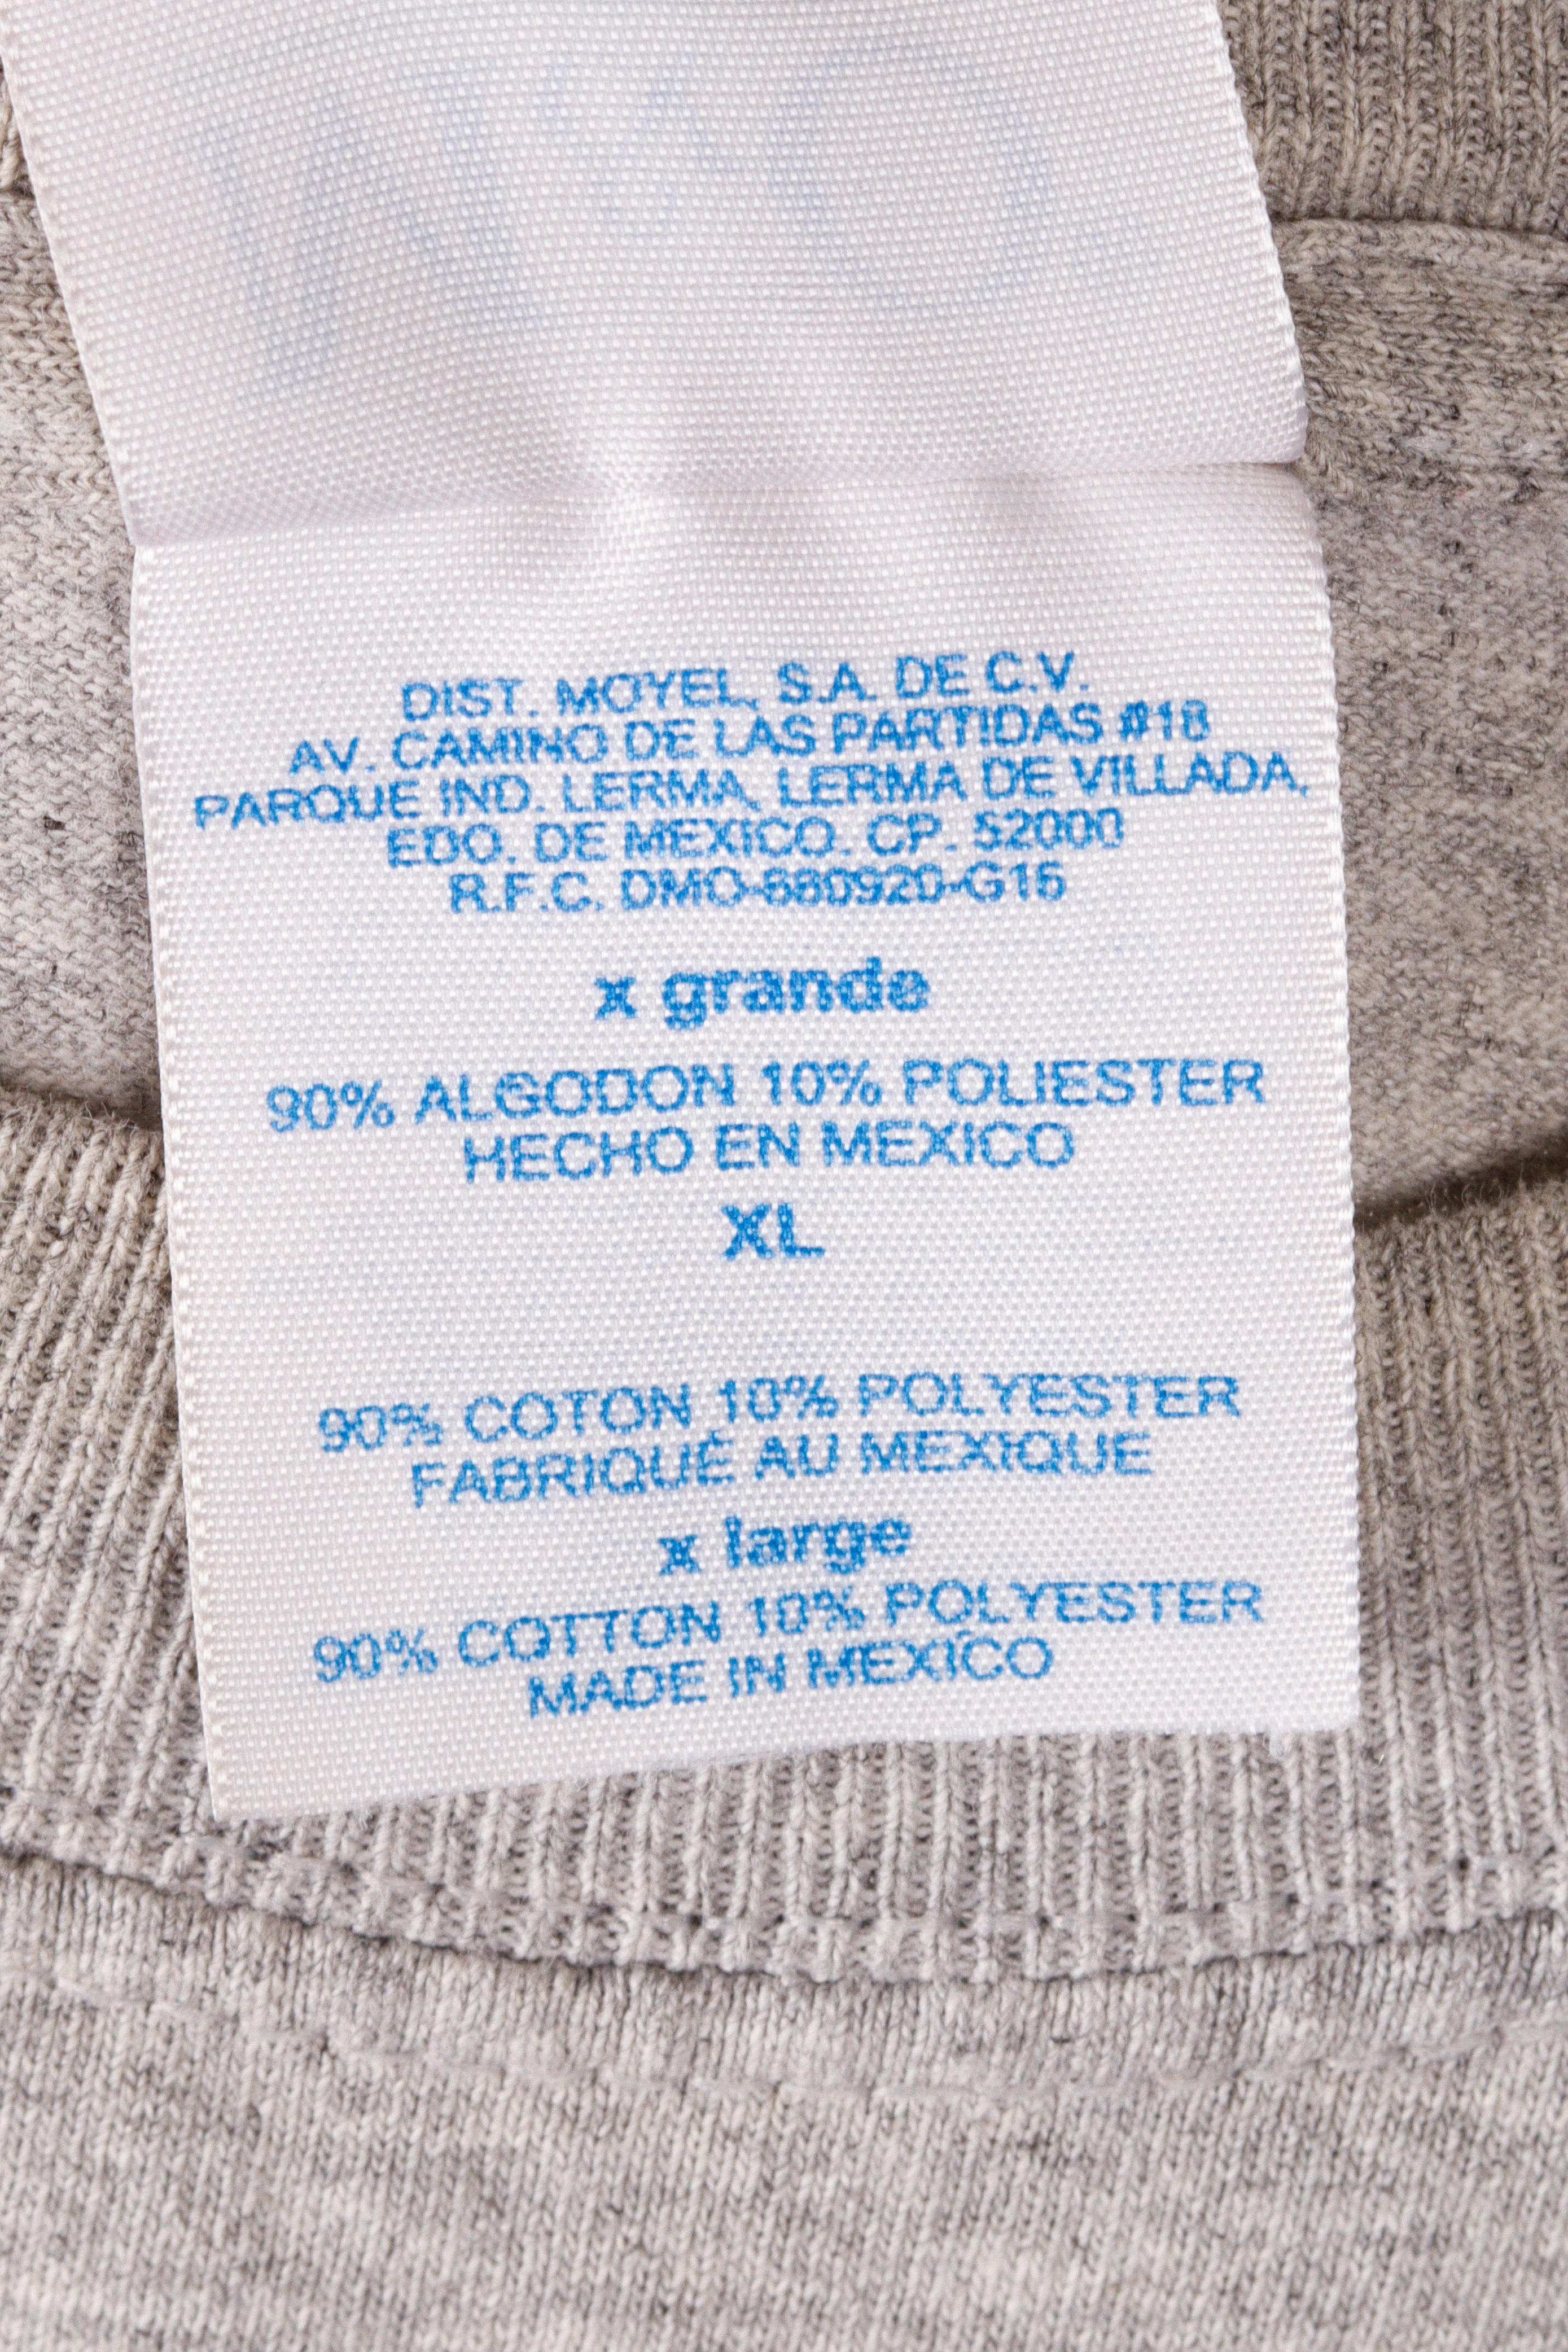 DIST. MOYEL, S.A. DE C.V.
AV. CAMINO DE LAS PARTIDAS #18
PARQUE IND. LERMA, LERMA DE VILLADA,
EDO. DE MEXICO. CP. 52000
R.F.C. DMO-880920-G16
x grande
90% ALGODON 10% POLIESTER
HECHO EN MEXICO
XL
90% COTON 10% POLYESTER
FABRIQUÉ AU MEXIQUE
x large
90% COTTON 10% POLYESTER
MADE IN MEXICO